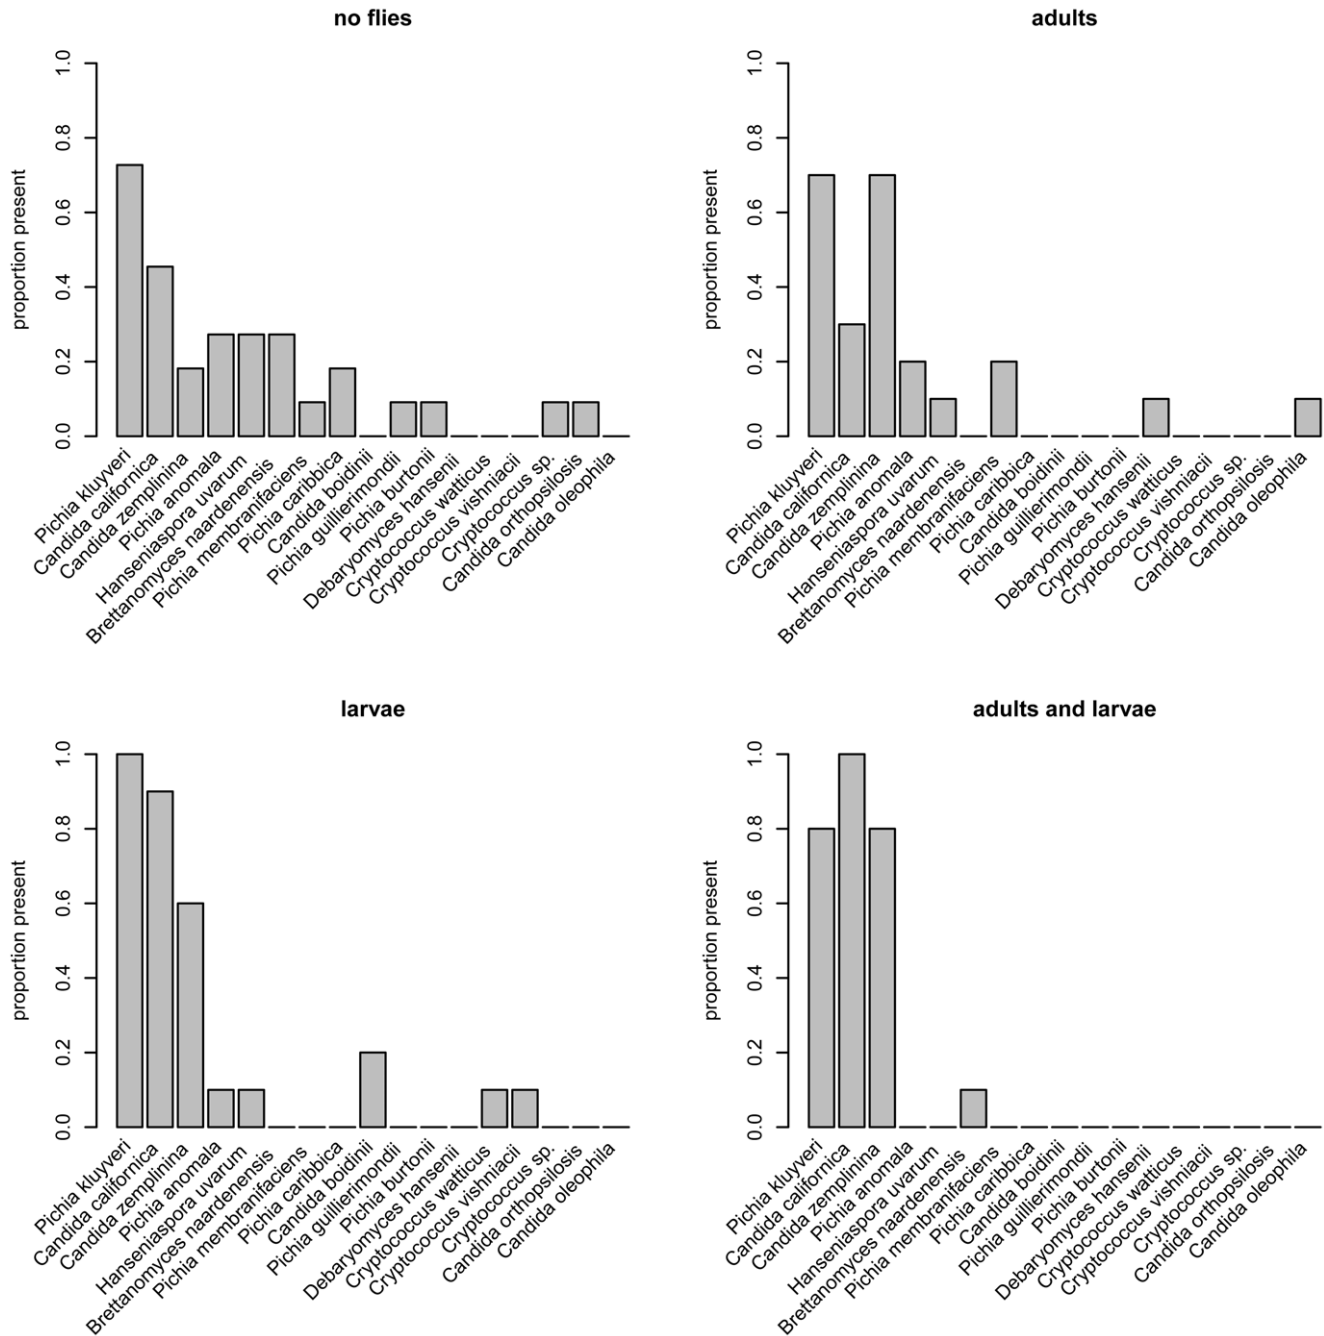 no flies
proportion present
1.0
0.8
0.6
0.4
0.2
0.0
Pichia kluyveri
Candida californica
Candida zemplinina
Pichia anomala
Hanseniaspora uvarum
Brettanomyces naardenensis
Pichia membranifaciens
Pichia caribbica
Candida boidinii
Pichia guillierimondii
Pichia burtonii
Debaryomyces hansenii
Cryptococcus watticus
Cryptococcus vishniacii
Cryptococcus sp.
Candida orthopsilosis
Candida oleophila
adults
proportion present
1.0
0.8
0.6
0.4
0.2
0.0
Pichia kluyveri
Candida californica
Candida zemplinina
Pichia anomala
Hanseniaspora uvarum
Brettanomyces naardenensis
Pichia membranifaciens
Pichia caribbica
Candida boidinii
Pichia guillierimondii
Pichia burtonii
Debaryomyces hansenii
Cryptococcus watticus
Cryptococcus vishniacii
Cryptococcus sp.
Candida orthopsilosis
Candida oleophila
larvae
proportion present
1.0
0.8
0.6
0.4
0.2
0.0
Pichia kluyveri
Candida californica
Candida zemplinina
Pichia anomala
Hanseniaspora uvarum
Brettanomyces naardenensis
Pichia membranifaciens
Pichia caribbica
Candida boidinii
Pichia guillierimondii
Pichia burtonii
Debaryomyces hansenii
Cryptococcus watticus
Cryptococcus vishniacii
Cryptococcus sp.
Candida orthopsilosis
Candida oleophila
adults and larvae
proportion present
1.0
0.8
0.6
0.4
0.2
0.0
Pichia kluyveri
Candida californica
Candida zemplinina
Pichia anomala
Hanseniaspora uvarum
Brettanomyces naardenensis
Pichia membranifaciens
Pichia caribbica
Candida boidinii
Pichia guillierimondii
Pichia burtonii
Debaryomyces hansenii
Cryptococcus watticus
Cryptococcus vishniacii
Cryptococcus sp.
Candida orthopsilosis
Candida oleophila